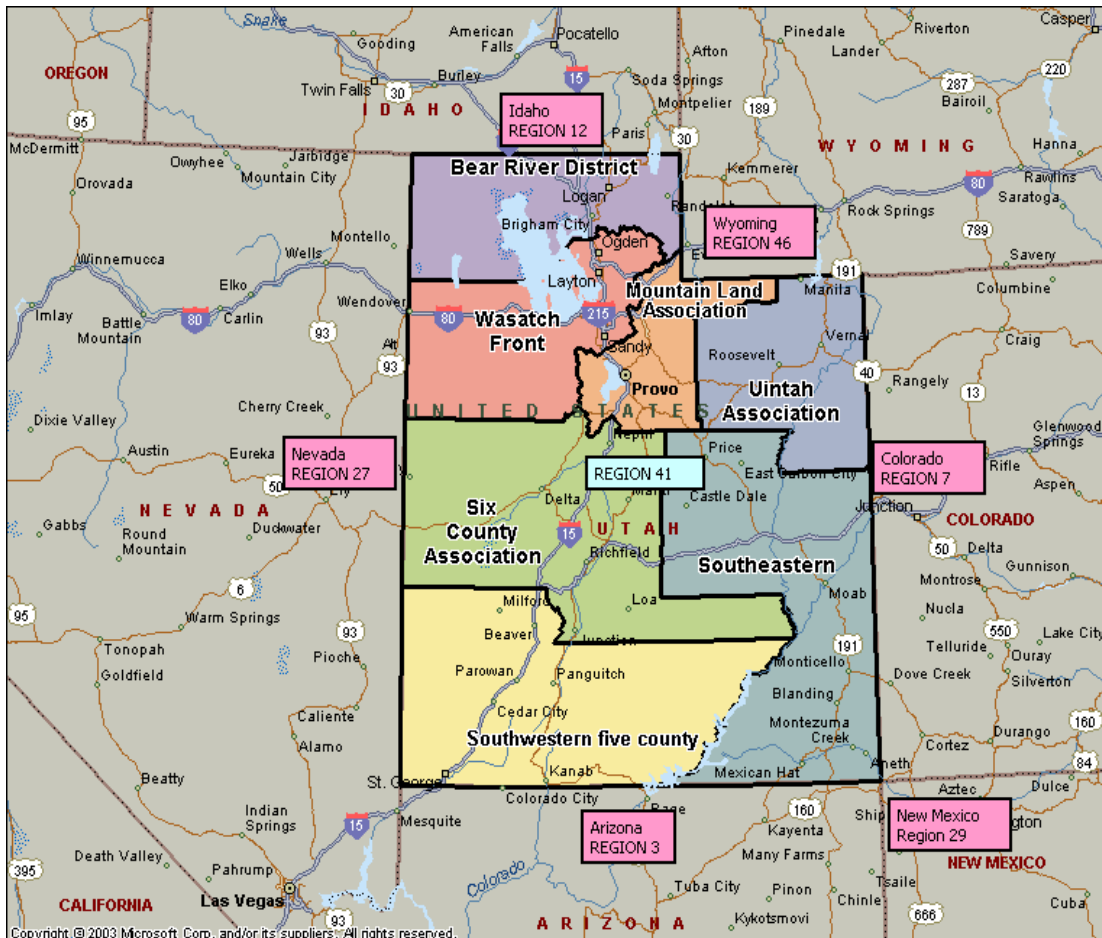 Snake
Gooding
American
Falls
Pocatello
Pinedale
Riverton
Lander
Casper
OREGON
15
Afton
Twin Falls
30
Burley
Soda Springs
287
220
95
IDAHO
Idaho
REGION 12
Montpelier
189
Bairoil
McDermitt
Paris
30
WYOMING
Hanna
Owyhee
Jarbidge
Mountain City
Bear River District
Kemmerer
80
Rawlins
Orovada
Logan
Saratoga
Brigham City
Wyoming
REGION 46
Rock Springs
Montello
Ogden
789
Winnemucca
Wells
191
Savery
Elko
Layton
Mountain Land
Association
Manila
Columbine
Imlay
Battle
Mountain
80
Carlin
Wendover
80
Wasatch
Front
215
93
Sandy
Vernal
Craig
93
Roosevelt
40
Provo
Uintah
Association
Rangely
13
Dixie Valley
Cherry Creek
UNITED STATES
Glenwood
Springs
Austin
Eureka
Nevada
REGION 27
Nephi
Price
Colorado
REGION 7
Rifle
50
REGION 41
East Carbon City
Aspen
Delta
Castle Dale
NEVADA
Gabbs
Round
Mountain
Duckwater
Six
County
Association
15
UTAH
Junction
COLORADO
Richfield
50
Delta
Southeastern
Gunnison
6
Montrose
95
Warm Springs
Milford
Loa
Moab
Nucla
93
Beaver
Junction
191
550
Lake City
Tonopah
Telluride
Ouray
Goldfield
Pioche
Parowan
Panguitch
Monticello
Dove Creek
Silverton
Caliente
Cedar City
Blanding
160
Alamo
Southwestern five county
Montezuma
Creek
Cortez
Durango
Beatty
St. George
Kanab
Mexican Hat
Aneth
84
Colorado City
Aztec
Dulce
Indian
Springs
15
Mesquite
Page
160
New Mexico
Region 29
Arizona
REGION 3
Kayenta
Death Valley
Many Farms
NEW MEXICO
395
Pahrump
Colorado
Tuba City
Pinon
Tsaile
Chinle
Las Vegas
Cuba
CALIFORNIA
93
ARIZONA
Kykotsmovi
666
Copyright © 2003 Microsoft Corp. and/or its suppliers. All rights reserved.